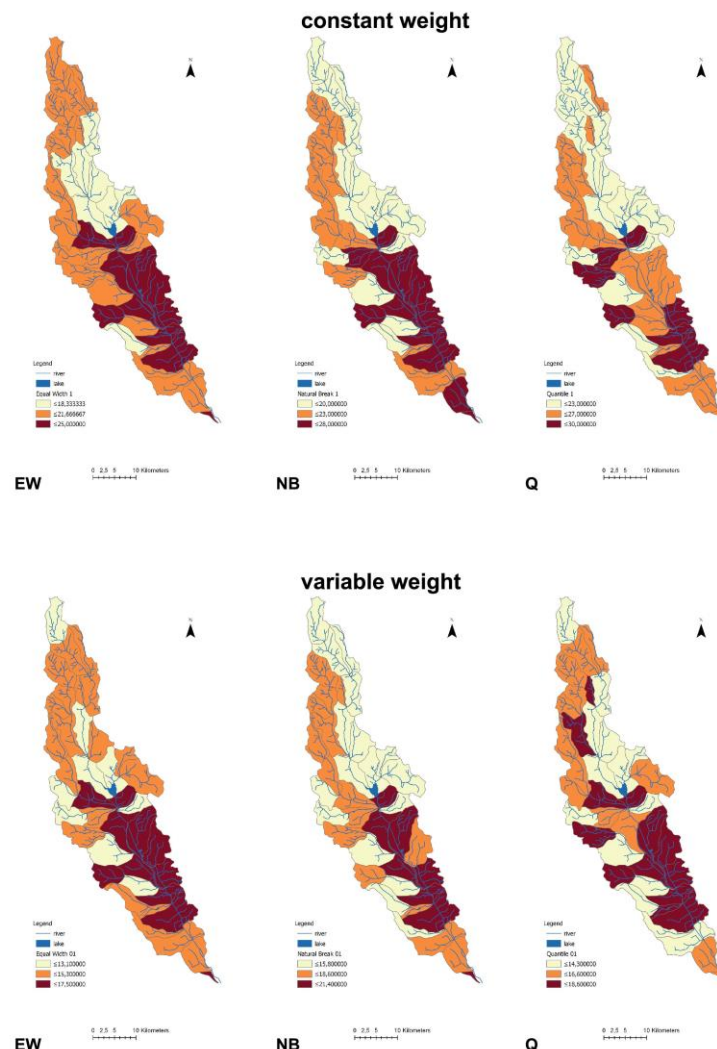 constant weight
N
N
N
Legend
river
lake
Equal Width 1
≤18,333333
≤21,666667
≤25,000000
0 2,5 5 10 Kilometers
EW
Legend
river
lake
Natural Break 1
≤20,000000
≤23,000000
≤28,000000
0 2,5 5 10 Kilometers
NB
Legend
river
lake
Quantile 1
≤23,000000
≤27,000000
≤30,000000
0 2,5 5 10 Kilometers
Q
variable weight
N
N
N
Legend
river
lake
Equal Width 01
≤13,100000
≤16,300000
≤17,500000
0 2,5 5 10 Kilometers
EW
Legend
river
lake
Natural Break 01
≤15,800000
≤18,600000
≤21,400000
0 2,5 5 10 Kilometers
NB
Legend
river
lake
Quantile 01
≤14,300000
≤16,600000
≤18,600000
0 2,5 5 10 Kilometers
Q